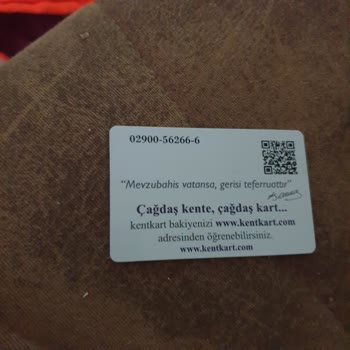 02900-56266-6
“Mevzubahis vatansa, gerisi teferruattır”
Çağdaş kente, çağdaş kart...
kentkart bakiyenizi www.kentkart.com
adresinden öğrenebilirsiniz.
www.kentkart.com